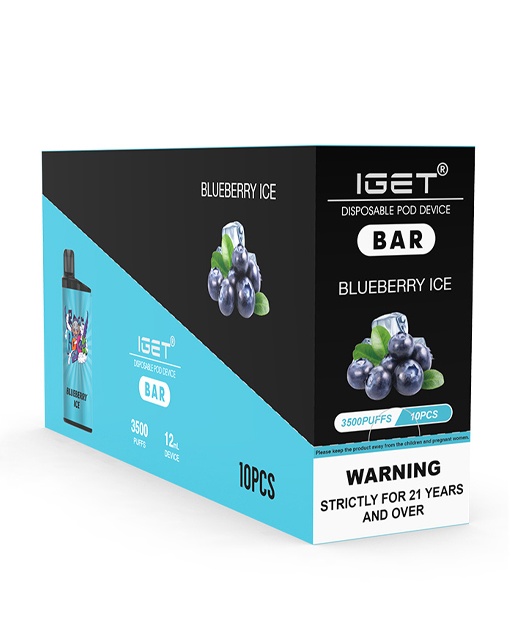 BLUEBERRY ICE
IGET®
DISPOSABLE POD DEVICE
BAR
3500
PUFFS
12mL
DEVICE
10PCS
BLUEBERRY
ICE
IGET®
DISPOSABLE POD DEVICE
BAR
BLUEBERRY ICE
3500PUFFS 10PCS
Please keep the product away from the children and pregnant women.
WARNING
STRICTLY FOR 21 YEARS
AND OVER